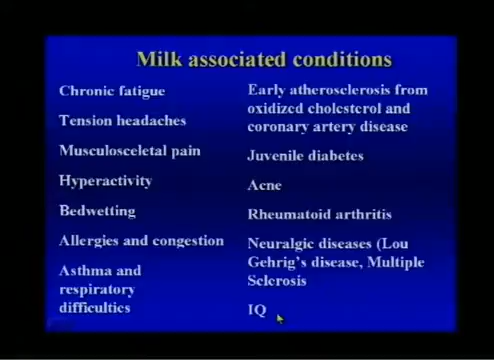 Milk associated conditions
Chronic fatigue
Tension headaches
Musculosceletal pain
Hyperactivity
Bedwetting
Allergies and congestion
Asthma and
respiratory
difficulties
Early atherosclerosis from
oxidized cholesterol and
coronary artery disease
Juvenile diabetes
Acne
Rheumatoid arthritis
Neuralgic diseases (Lou
Gehrig's disease, Multiple
Sclerosis
IQ